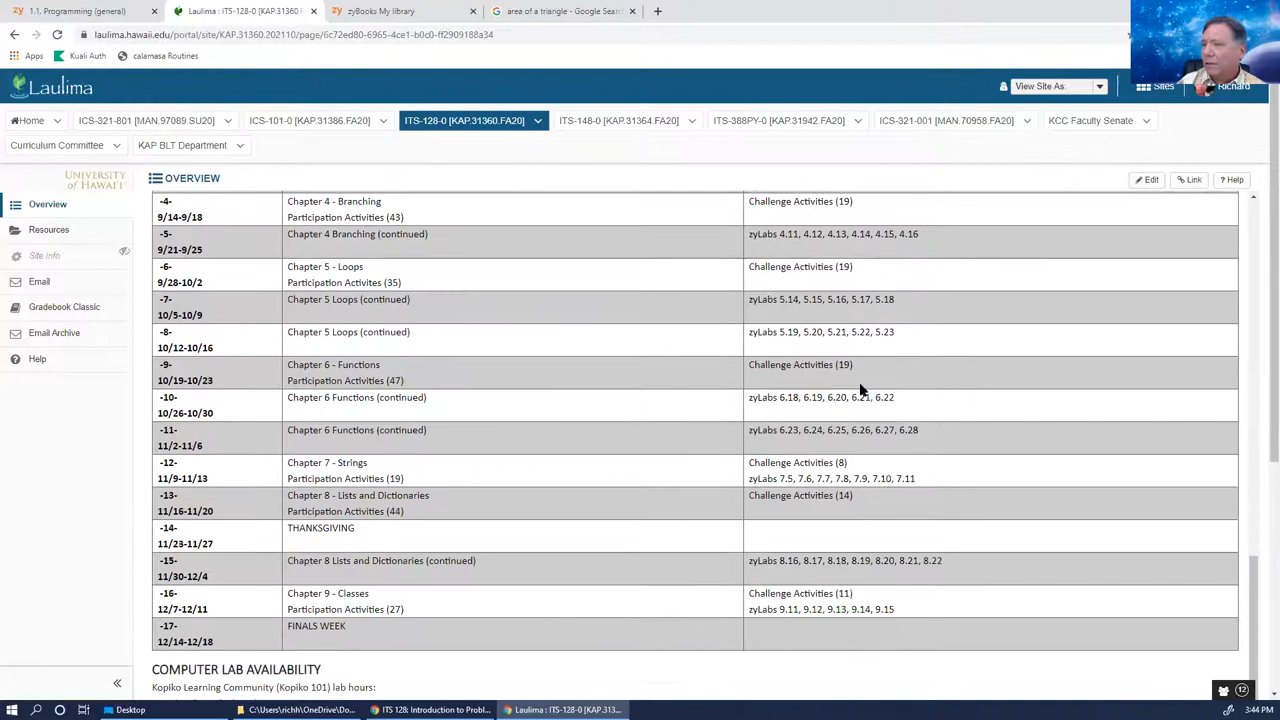 1.1. Programming (general)
Laulima : ITS-128-0 [KAP.31360
zyBooks My library
area of a triangle - Google Searc
laulima.hawaii.edu/portal/site/KAP.31360.202110/page/6c72ed80-6965-4ce1-b0c0-ff2909188a34
Apps
Kuali Auth
calamasa Routines
Laulima
View Site As:
Sites
Richard
Home
ICS-321-801 [MAN.97089.SU20]
ICS-101-0 [KAP.31386.FA20]
ITS-128-0 [KAP.31360.FA20]
ITS-148-0 [KAP.31364.FA20]
ITS-388PY-0 [KAP.31942.FA20]
ICS-321-001 [MAN.70958.FA20]
KCC Faculty Senate
Curriculum Committee
KAP BLT Department
UNIVERSITY
of HAWAI'I
OVERVIEW
Edit
Link
? Help
Overview
Resources
Site Info
Email
Gradebook Classic
Email Archive
Help
-4-
9/14-9/18
Chapter 4 - Branching
Participation Activities (43)
Challenge Activities (19)
-5-
9/21-9/25
Chapter 4 Branching (continued)
zyLabs 4.11, 4.12, 4.13, 4.14, 4.15, 4.16
-6-
9/28-10/2
Chapter 5 - Loops
Participation Activites (35)
Challenge Activities (19)
-7-
10/5-10/9
Chapter 5 Loops (continued)
zyLabs 5.14, 5.15, 5.16, 5.17, 5.18
-8-
10/12-10/16
Chapter 5 Loops (continued)
zyLabs 5.19, 5.20, 5.21, 5.22, 5.23
-9-
10/19-10/23
Chapter 6 - Functions
Participation Activities (47)
Challenge Activities (19)
-10-
10/26-10/30
Chapter 6 Functions (continued)
zyLabs 6.18, 6.19, 6.20, 6.21, 6.22
-11-
11/2-11/6
Chapter 6 Functions (continued)
zyLabs 6.23, 6.24, 6.25, 6.26, 6.27, 6.28
-12-
11/9-11/13
Chapter 7 - Strings
Participation Activities (19)
Challenge Activities (8)
zyLabs 7.5, 7.6, 7.7, 7.8, 7.9, 7.10, 7.11
-13-
11/16-11/20
Chapter 8 - Lists and Dictionaries
Participation Activities (44)
Challenge Activities (14)
-14-
11/23-11/27
THANKSGIVING
-15-
11/30-12/4
Chapter 8 Lists and Dictionaries (continued)
zyLabs 8.16, 8.17, 8.18, 8.19, 8.20, 8.21, 8.22
-16-
12/7-12/11
Chapter 9 - Classes
Participation Activities (27)
Challenge Activities (11)
zyLabs 9.11, 9.12, 9.13, 9.14, 9.15
-17-
12/14-12/18
FINALS WEEK
COMPUTER LAB AVAILABILITY
Kopiko Learning Community (Kopiko 101) lab hours:
12
Desktop
C:\Users\richh\OneDrive\Do...
ITS 128: Introduction to Probl...
Laulima : ITS-128-0 [KAP.313...
3:44 PM